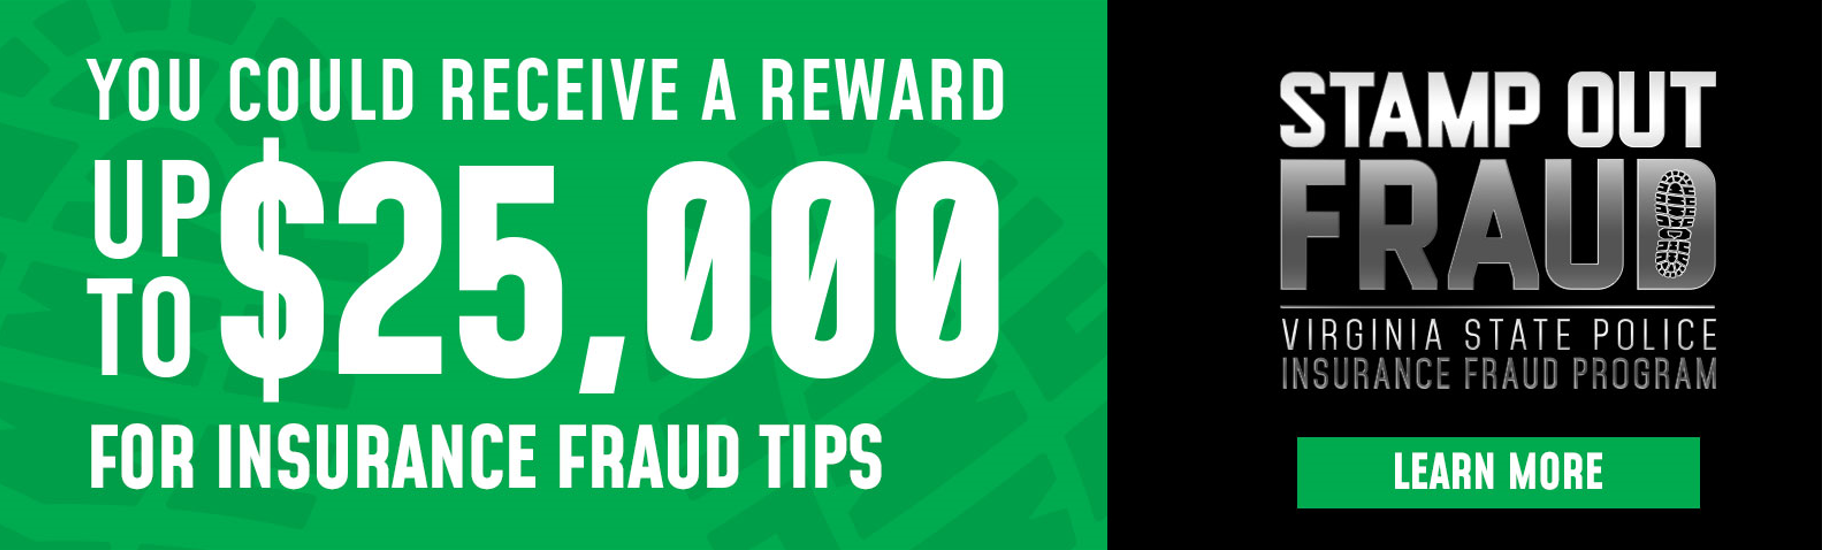 YOU COULD RECEIVE A REWARD
UP TO $25,000
FOR INSURANCE FRAUD TIPS
STAMP OUT
FRAUD
VIRGINIA STATE POLICE
INSURANCE FRAUD PROGRAM
LEARN MORE